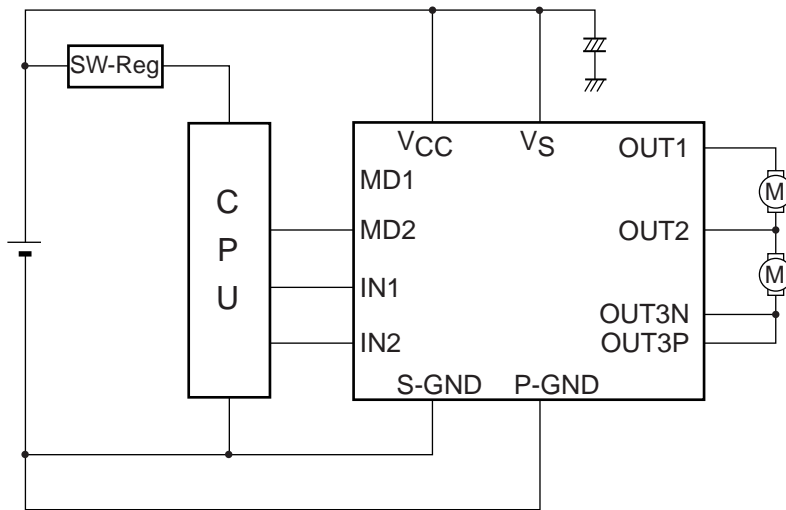 SW-Reg
VCC
VS
OUT1
MD1
M
C
P
U
MD2
OUT2
M
IN1
OUT3N
IN2
OUT3P
S-GND
P-GND